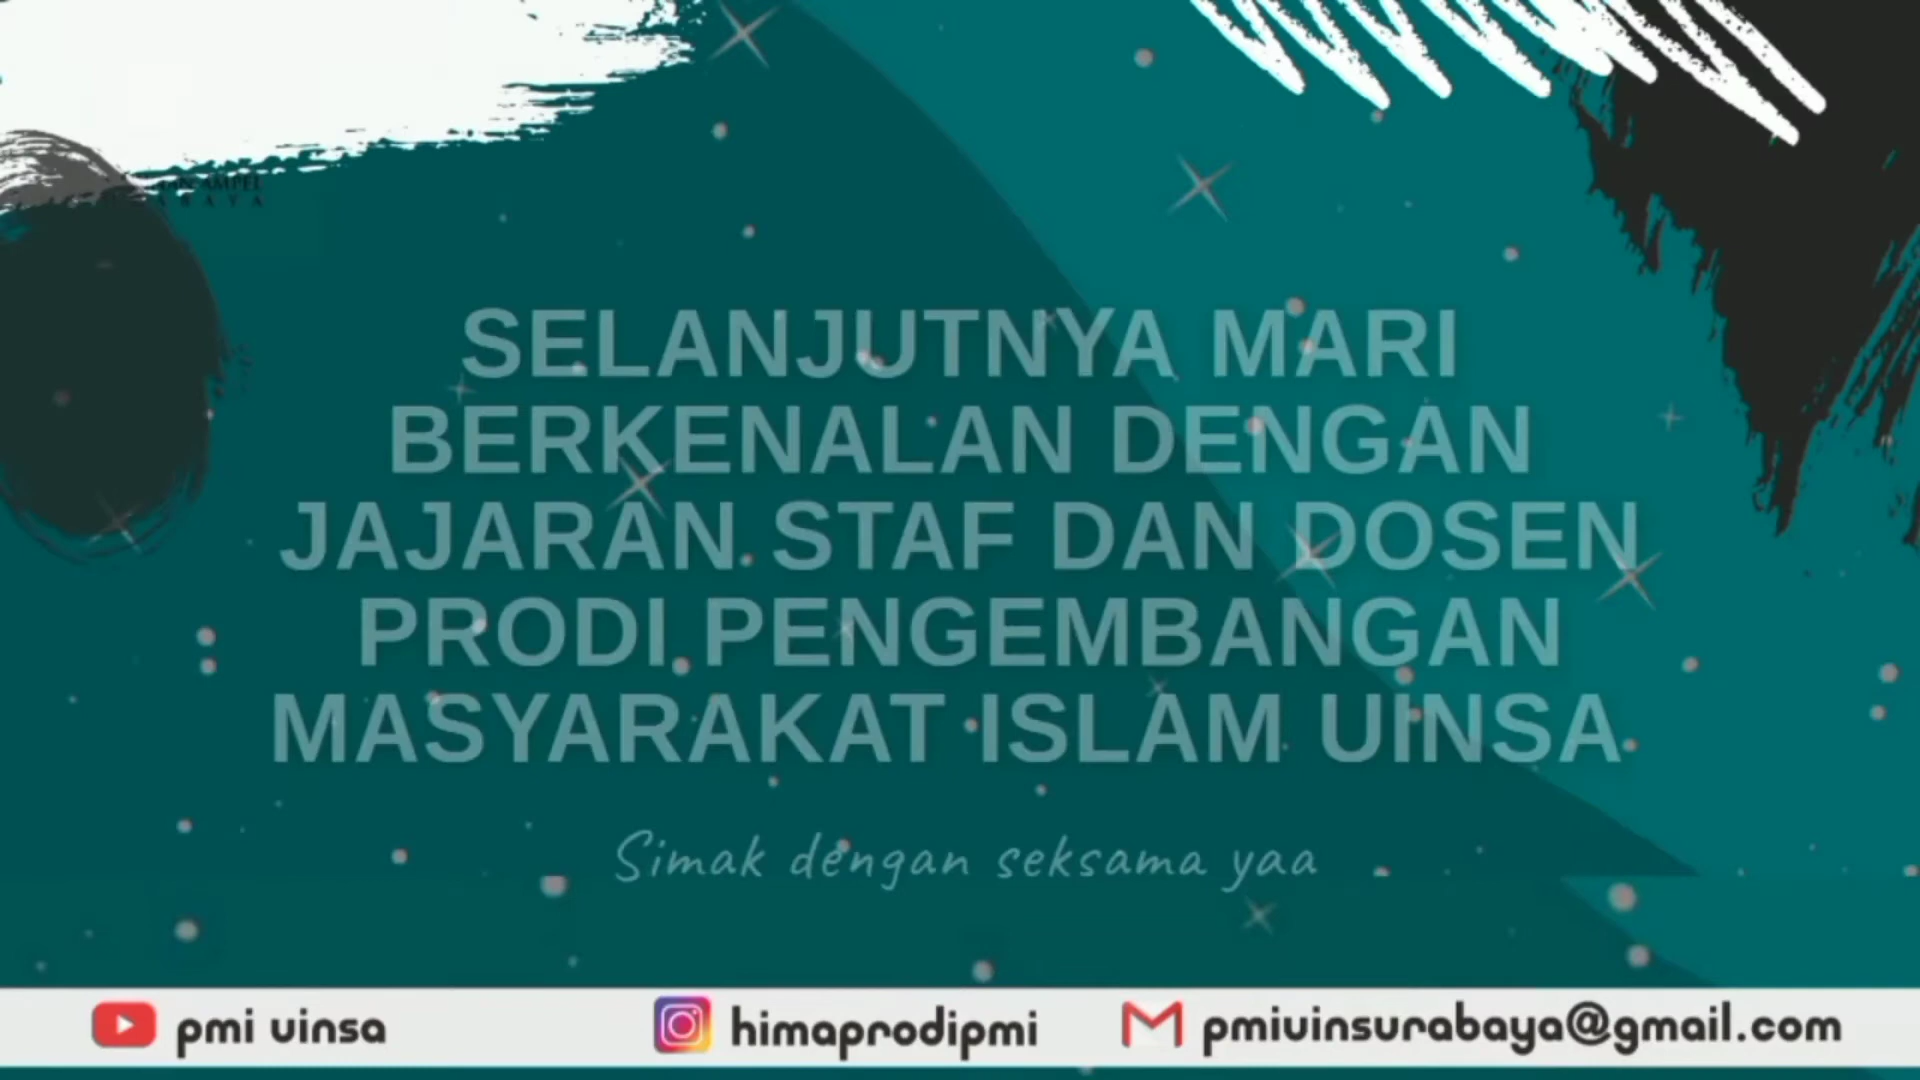 AMPEL
SELANJUTNYA MARI
BERKENALAN DENGAN
JAJARAN STAF DAN DOSEN
PRODI PENGEMBANGAN
MASYARAKAT ISLAM UINSA
Simak dengan seksama yaa
pmi uinsa himaprodipmi pmiuinsurabaya@gmail.com